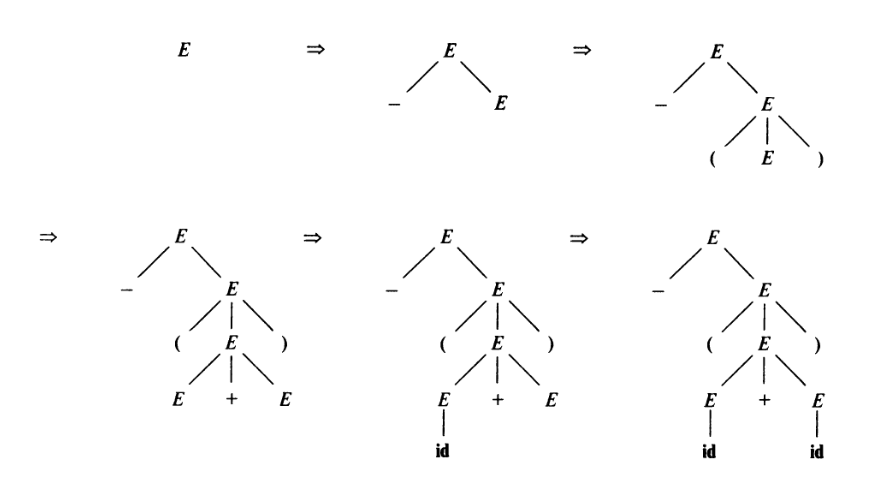 E ⇒ E ⇒ E
− E − E
( E )
⇒ E ⇒ E ⇒ E
− E − E − E
( E ) ( E ) ( E )
E + E E + E E + E
id id id